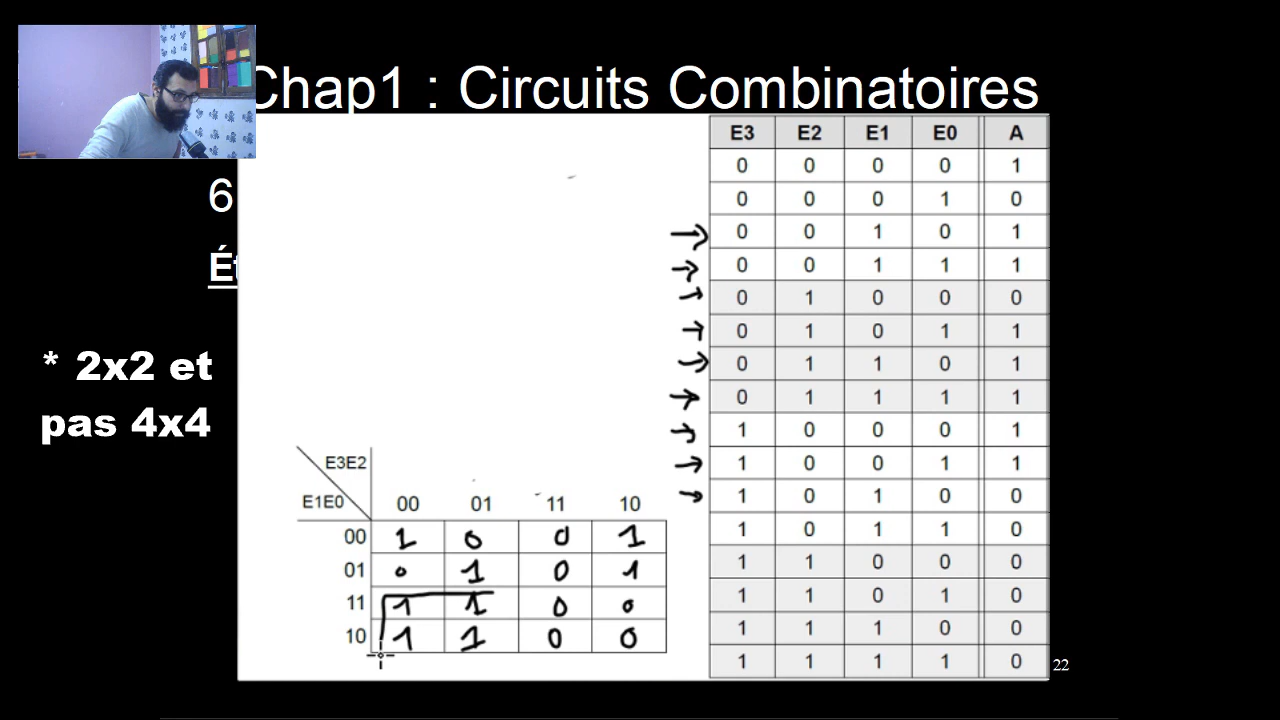 Chap1 : Circuits Combinatoires
6
Ét
* 2x2 et
pas 4x4
E3 E2 E1 E0 A
0 0 0 0 1
0 0 0 1 0
0 0 1 0 1
0 0 1 1 1
0 1 0 0 0
0 1 0 1 1
0 1 1 0 1
0 1 1 1 1
1 0 0 0 1
1 0 0 1 1
1 0 1 0 0
1 0 1 1 0
1 1 0 0 0
1 1 0 1 0
1 1 1 0 0
1 1 1 1 0
E3E2
E1E0 00 01 11 10
00 1 0 0 1
01 0 1 0 1
11 1 1 0 0
10 1 1 0 0
22